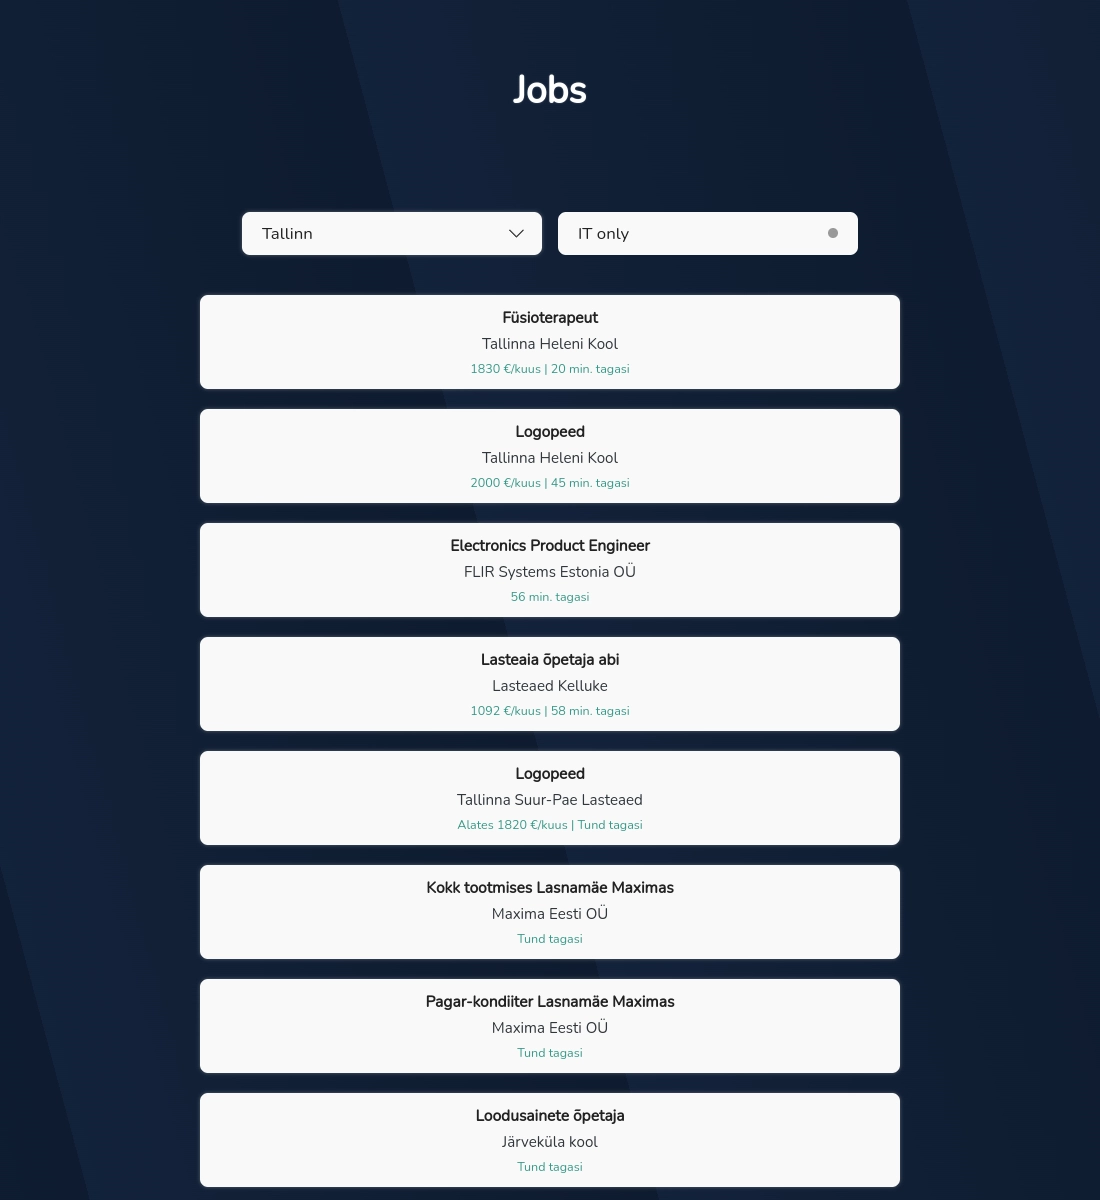 Jobs
Tallinn
IT only
Füsioterapeut
Tallinna Heleni Kool
1830 €/kuus | 20 min. tagasi
Logopeed
Tallinna Heleni Kool
2000 €/kuus | 45 min. tagasi
Electronics Product Engineer
FLIR Systems Estonia OÜ
56 min. tagasi
Lasteaia õpetaja abi
Lasteaed Kelluke
1092 €/kuus | 58 min. tagasi
Logopeed
Tallinna Suur-Pae Lasteaed
Alates 1820 €/kuus | Tund tagasi
Kokk tootmises Lasnamäe Maximas
Maxima Eesti OÜ
Tund tagasi
Pagar-kondiiter Lasnamäe Maximas
Maxima Eesti OÜ
Tund tagasi
Loodusainete õpetaja
Järveküla kool
Tund tagasi